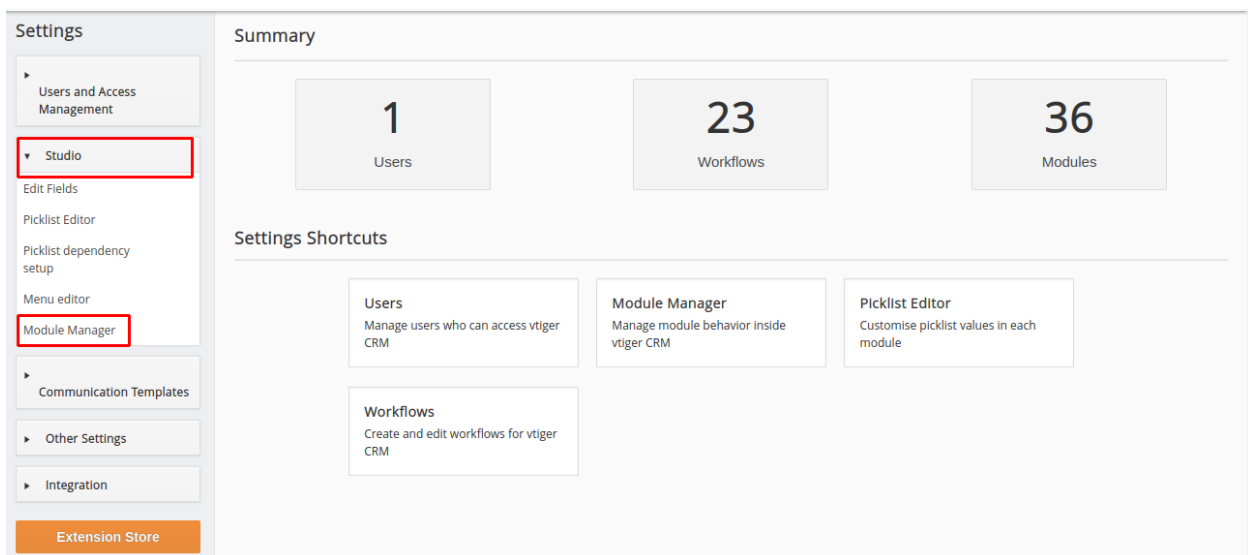 Settings
Users and Access
Management
Studio
Edit Fields
Picklist Editor
Picklist dependency
setup
Menu editor
Module Manager
Communication Templates
Other Settings
Integration
Extension Store
Summary
1
Users
23
Workflows
36
Modules
Settings Shortcuts
Users
Manage users who can access vtiger
CRM
Module Manager
Manage module behavior inside
vtiger CRM
Picklist Editor
Customise picklist values in each
module
Workflows
Create and edit workflows for vtiger
CRM